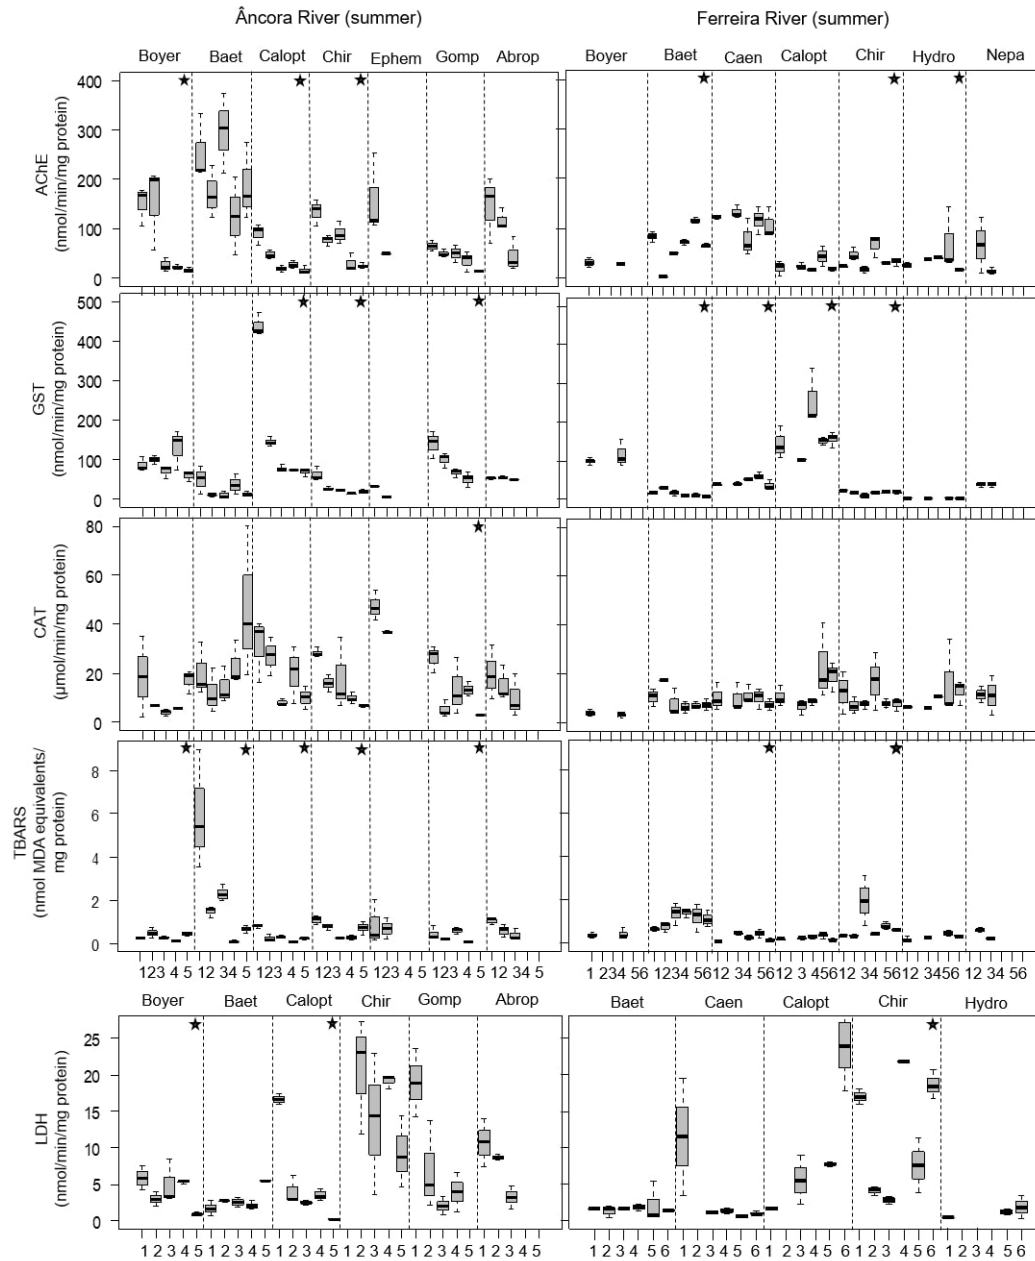 Âncora River (summer) Ferreira River (summer)
Boyer Baet Calopt Chir Ephem Gomp Abrop Boyer Baet Caen Calopt Chir Hydro Nepa
★ ★ ★ ★ ★ ★
AChE
(nmol/min/mg protein)
400
300
200
100
0
★ ★ ★ ★ ★ ★ ★
GST
(nmol/min/mg protein)
500
400
300
200
100
0
★
CAT
(µmol/min/mg protein)
80
60
40
20
0
★ ★ ★ ★ ★ ★ ★
TBARS
(nmol MDA equivalents/
mg protein)
8
6
4
2
0
123 4 5 1234 5 123 4 5 123 4 5 123 4 5 123 4 5 1 2 34 5 1 2 34 56 12 34 56 12 34 56 12 3 456 12 34 5612 3456 12 34 56
Boyer Baet Calopt Chir Gomp Abrop Baet Caen Calopt Chir Hydro
★ ★ ★
LDH
(nmol/min/mg protein)
25
20
15
10
5
0
1 2 3 4 5 1 2 3 4 5 1 2 3 4 5 1 2 3 4 5 1 2 3 4 5 1 2 3 4 5 1 2 3 4 5 6 1 2 3 4 5 6 1 2 3 4 5 6 1 2 3 4 5 6 1 2 3 4 5 6